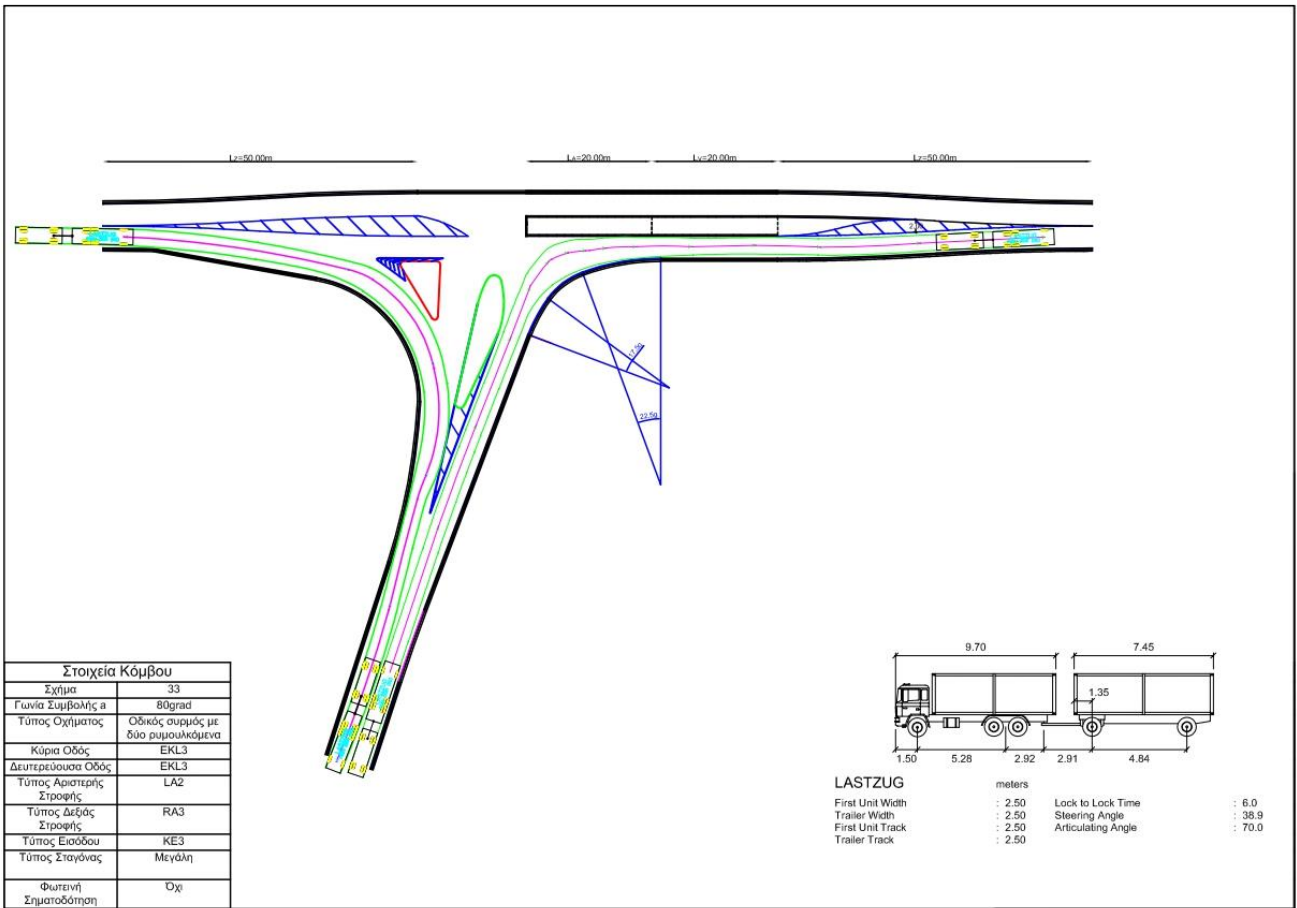 Lz=50.00m
LA=20.00m
Lv=20.00m
Lz=50.00m
17.5g
22.5g
Στοιχεία Κόμβου
Σχήμα 33
Γωνία Συμβολής a 80grad
Τύπος Οχήματος Οδικός συρμός με
δύο ρυμουλκόμενα
Κύρια Οδός EKL3
Δευτερεύουσα Οδός EKL3
Τύπος Αριστερής LA2
Στροφής
Τύπος Δεξιάς RA3
Στροφής
Τύπος Εισόδου KE3
Τύπος Σταγόνας Μεγάλη
Φωτεινή Όχι
Σηματοδότηση
9.70 7.45
1.35
1.50 5.28 2.92 2.91 4.84
LASTZUG meters
First Unit Width : 2.50 Lock to Lock Time : 6.0
Trailer Width : 2.50 Steering Angle : 38.9
First Unit Track : 2.50 Articulating Angle : 70.0
Trailer Track : 2.50